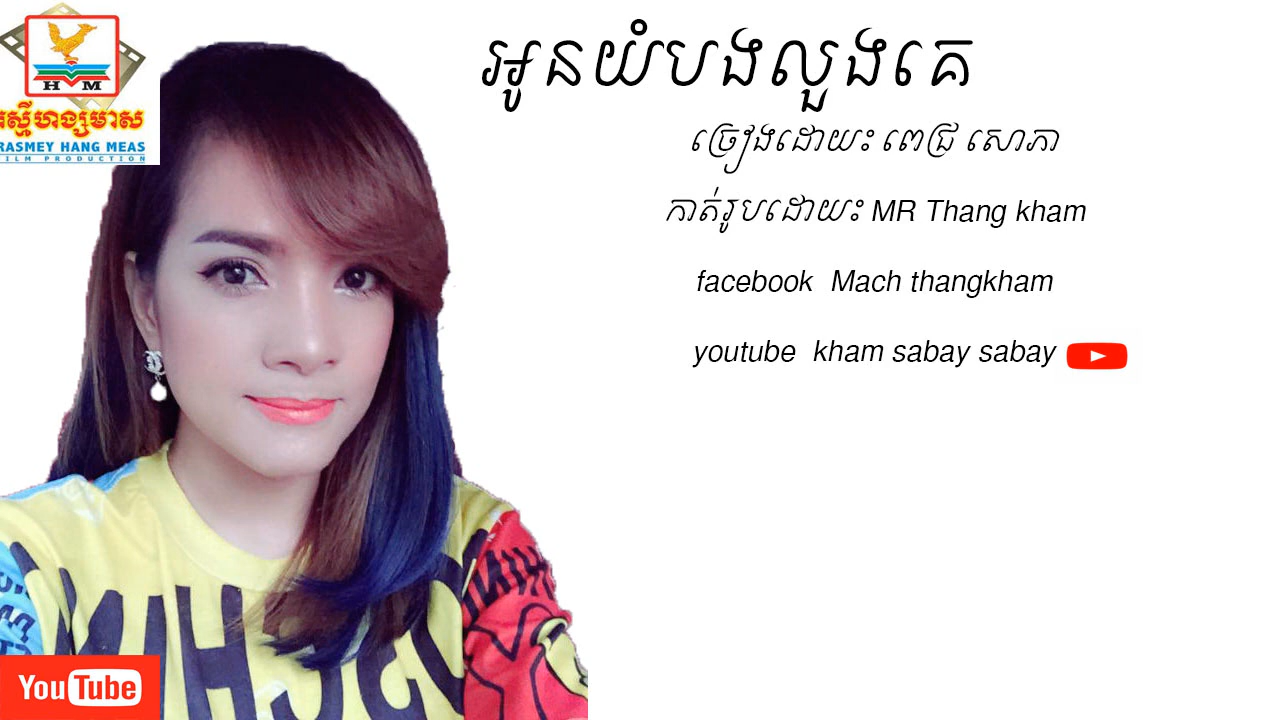 អូនយំបងលួងគេ
ច្រៀងដោយះ ពេជ្រ សោភា
កាត់រូបដោយះ MR Thang kham
facebook Mach thangkham
youtube kham sabay sabay
HM
រស្មីហង្សមាស
RASMEY HANG MEAS
FILM PRODUCTION
YouTube